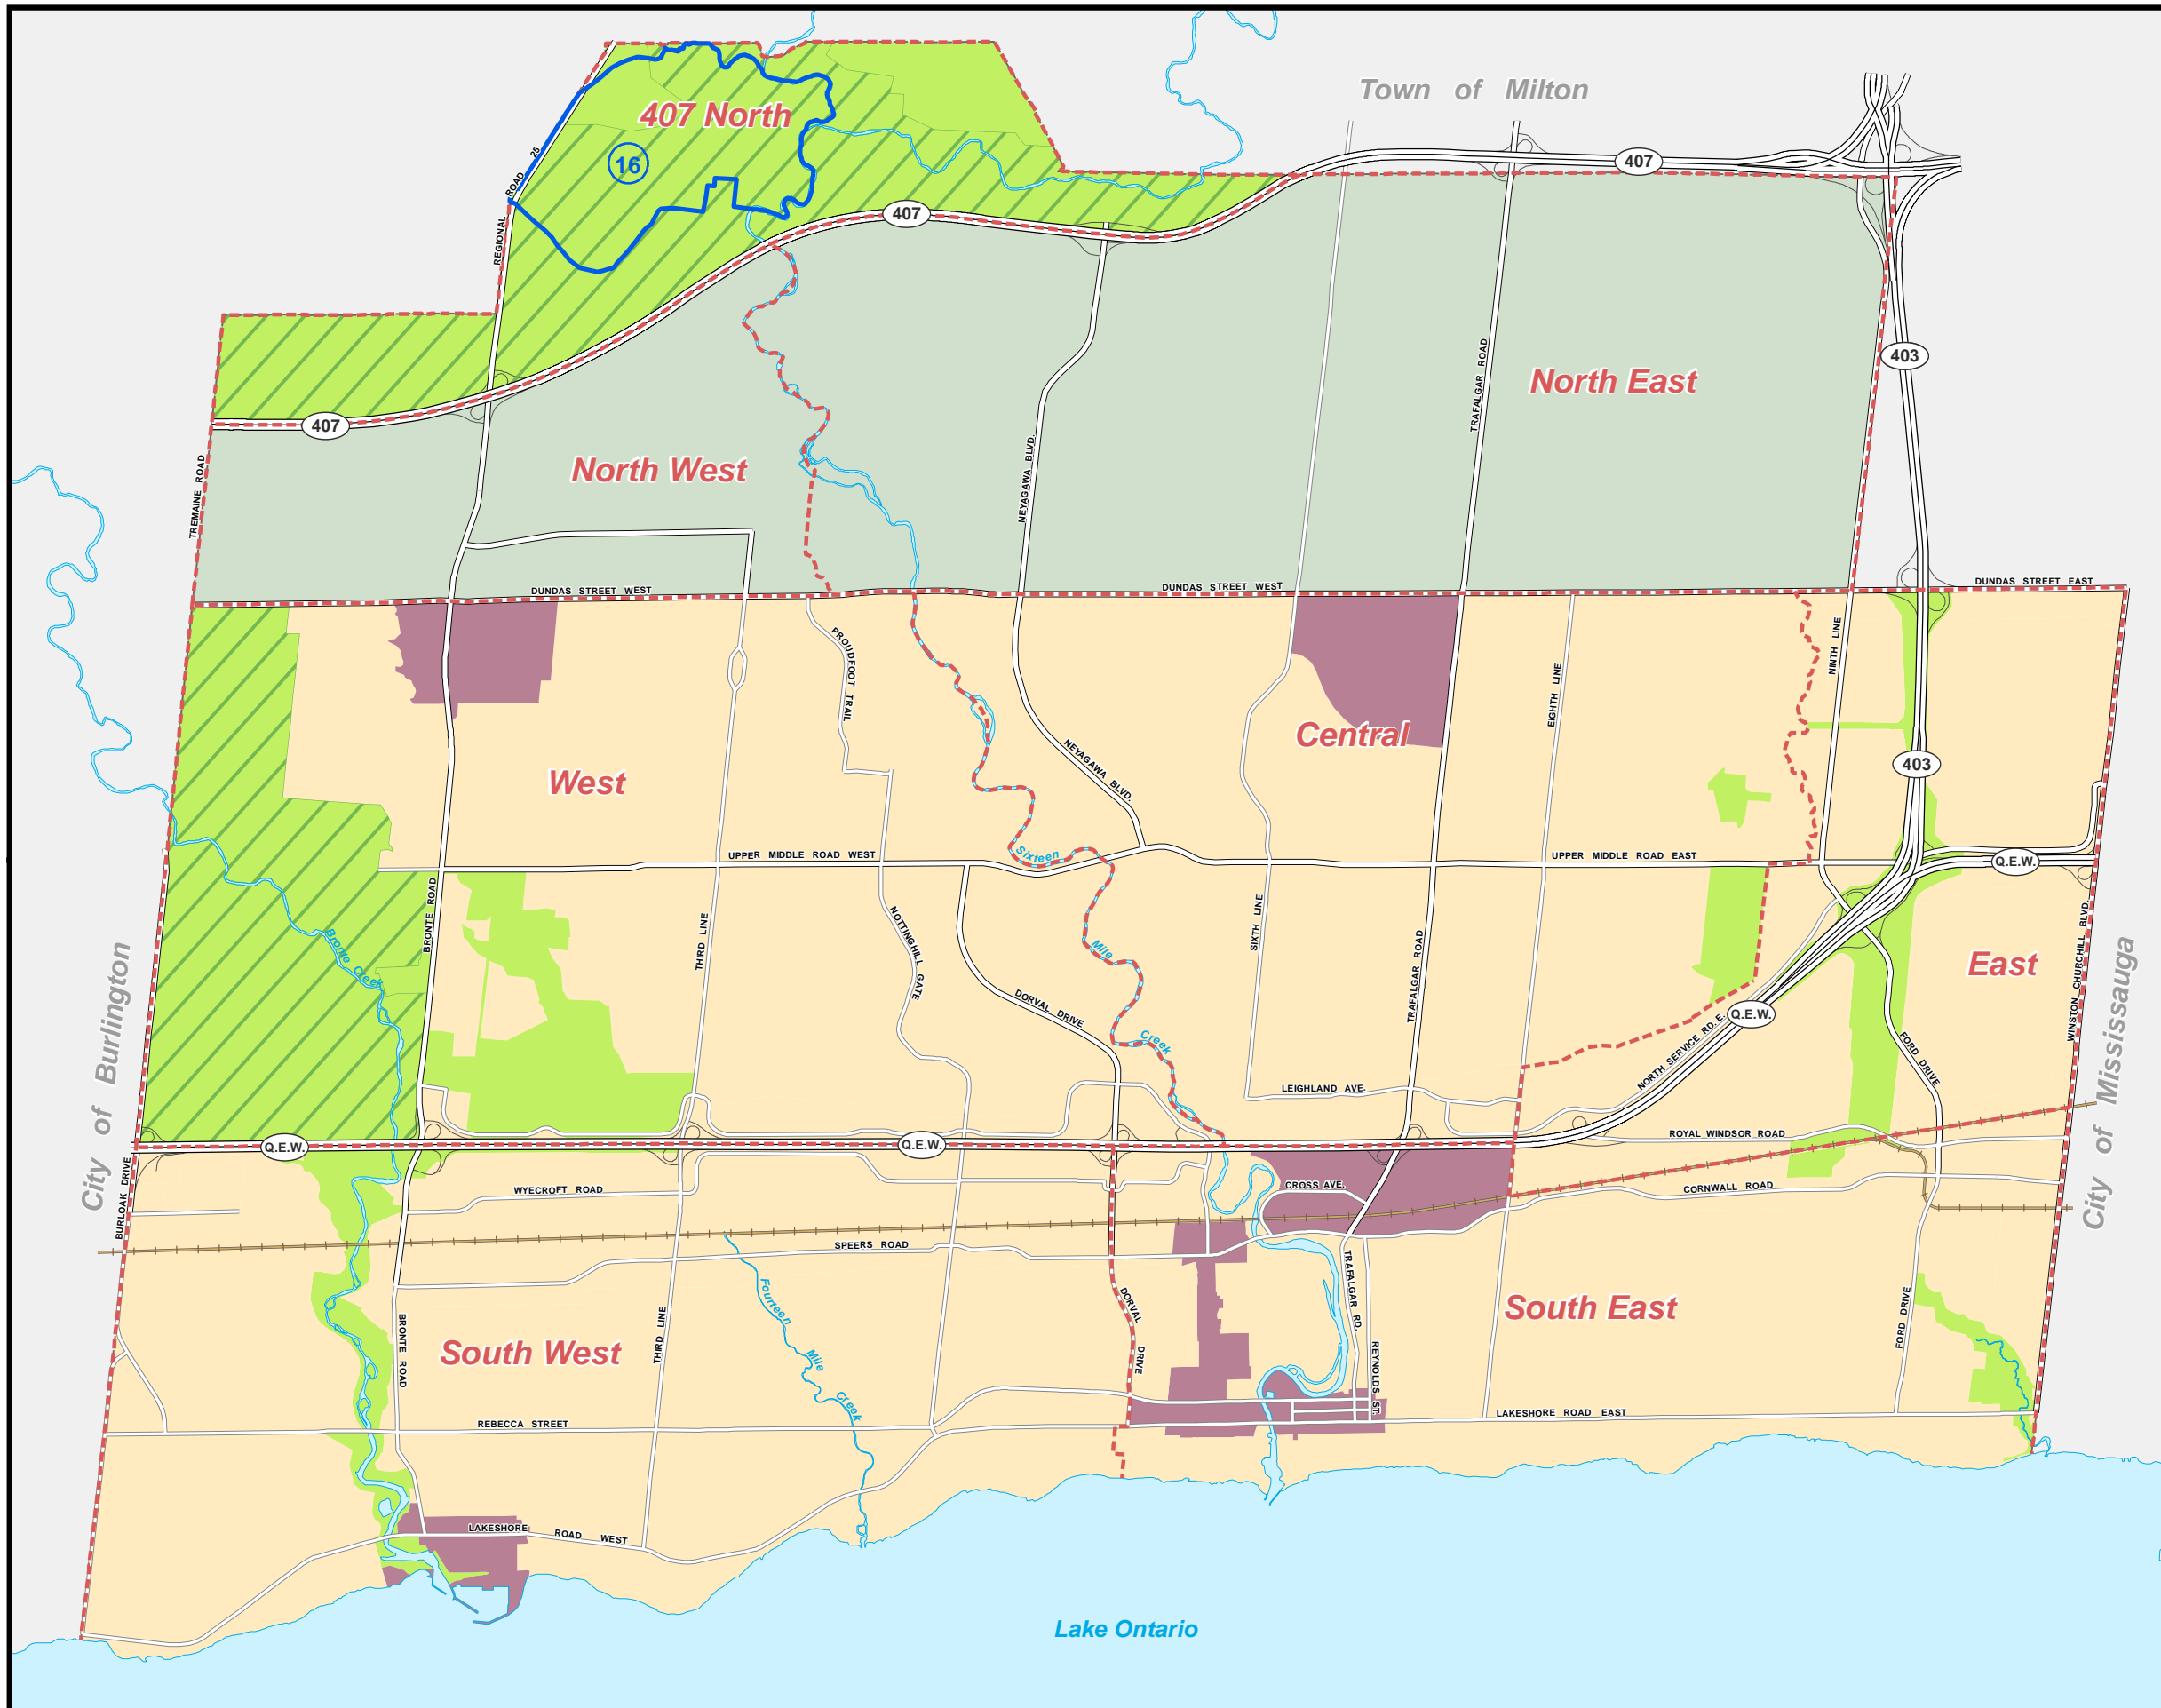 Town of Milton
407 North
16
REGIONAL ROAD 25
407
407
407
403
North East
North West
TRAFALGAR ROAD
NEYAGAWA BLVD.
TREMAINE ROAD
DUNDAS STREET WEST
DUNDAS STREET WEST
DUNDAS STREET EAST
PROUDFOOT TRAIL
NINTH LINE
EIGHTH LINE
Central
West
NEYAGAWA BLVD.
403
UPPER MIDDLE ROAD WEST
Sixteen
UPPER MIDDLE ROAD EAST
Q.E.W.
BRONTE ROAD
THIRD LINE
NOTTINGHILL GATE
SIXTH LINE
Mile
Bronte Creek
City of Burlington
DORVAL DRIVE
TRAFALGAR ROAD
East
WINSTON CHURCHILL BLVD.
City of Mississauga
Q.E.W.
Creek
NORTH SERVICE RD. E.
FORD DRIVE
LEIGHLAND AVE.
Q.E.W.
Q.E.W.
ROYAL WINDSOR ROAD
BURLOAK DRIVE
WYECROFT ROAD
CROSS AVE.
CORNWALL ROAD
SPEERS ROAD
TRAFALGAR RD.
Fourteen
Mile
Creek
DORVAL DRIVE
South East
South West
BRONTE ROAD
THIRD LINE
REYNOLDS ST.
FORD DRIVE
REBECCA STREET
LAKESHORE ROAD EAST
LAKESHORE ROAD WEST
Lake Ontario